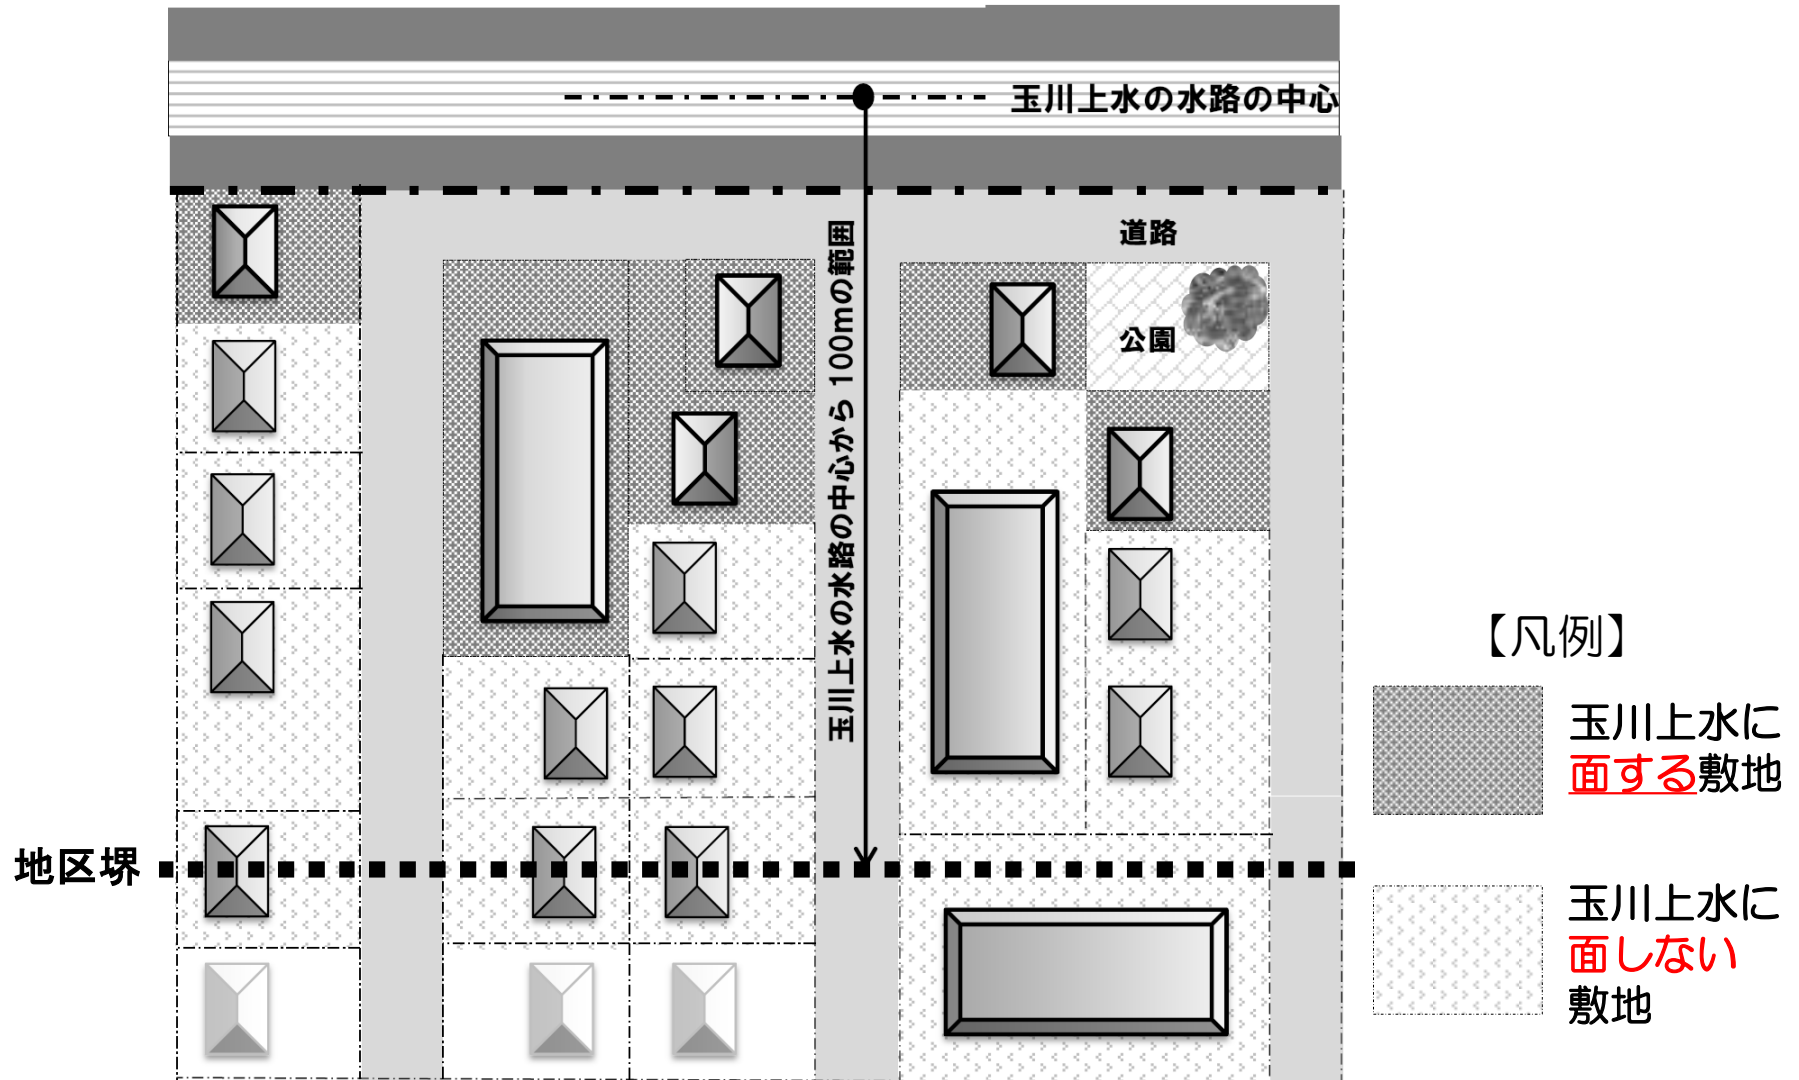 玉川上水の水路の中心
道路
公園
玉川上水の水路の中心から 100mの範囲
地区堺
【凡例】
玉川上水に
面する敷地
玉川上水に
面しない
敷地